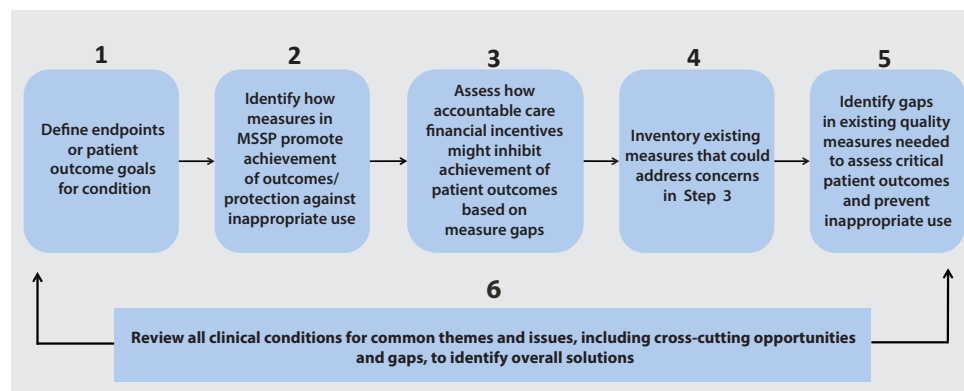 1
Define endpoints
or patient
outcome goals
for condition
2
Identify how
measures in
MSSP promote
achievement
of outcomes/
protection against
inappropriate use
3
Assess how
accountable care
financial incentives
might inhibit
achievement of
patient outcomes
based on
measure gaps
4
Inventory existing
measures that could
address concerns
in Step 3
5
Identify gaps
in existing quality
measures needed
to assess critical
patient outcomes
and prevent
inappropriate use
6
Review all clinical conditions for common themes and issues, including cross-cutting opportunities
and gaps, to identify overall solutions